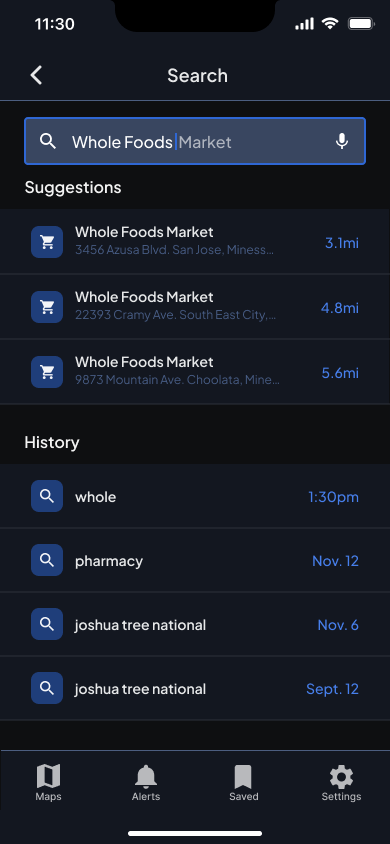 11:30
Search
Whole Foods Market
Suggestions
Whole Foods Market
3456 Azusa Blvd. San Jose, Miness...
3.1mi
Whole Foods Market
22393 Cramy Ave. South East City,...
4.8mi
Whole Foods Market
9873 Mountain Ave. Choolata, Mine...
5.6mi
History
whole
1:30pm
pharmacy
Nov. 12
joshua tree national
Nov. 6
joshua tree national
Sept. 12
Maps
Alerts
Saved
Settings